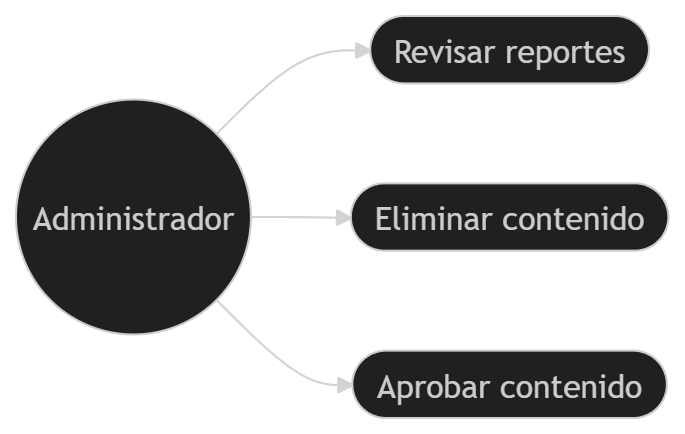 Administrador
Revisar reportes
Eliminar contenido
Aprobar contenido